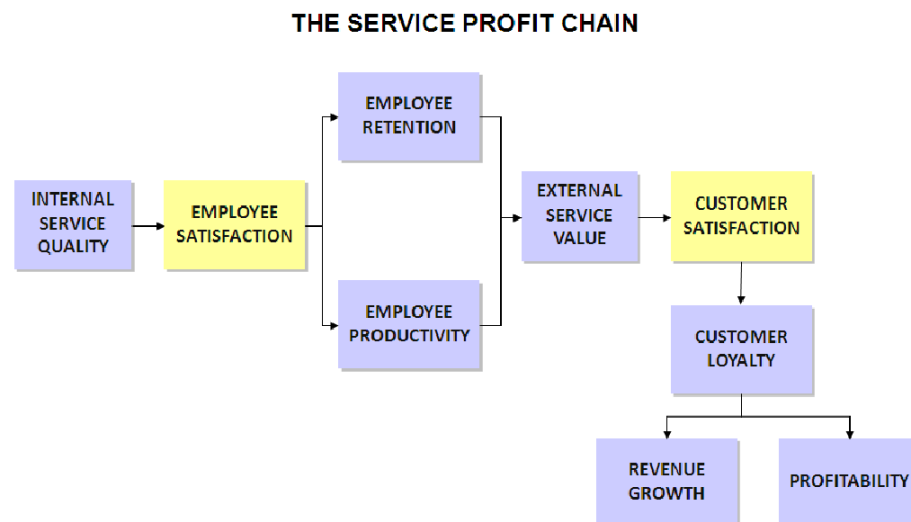 THE SERVICE PROFIT CHAIN
EMPLOYEE
RETENTION
INTERNAL
SERVICE
QUALITY
EMPLOYEE
SATISFACTION
EMPLOYEE
PRODUCTIVITY
EXTERNAL
SERVICE
VALUE
CUSTOMER
SATISFACTION
CUSTOMER
LOYALTY
REVENUE
GROWTH
PROFITABILITY